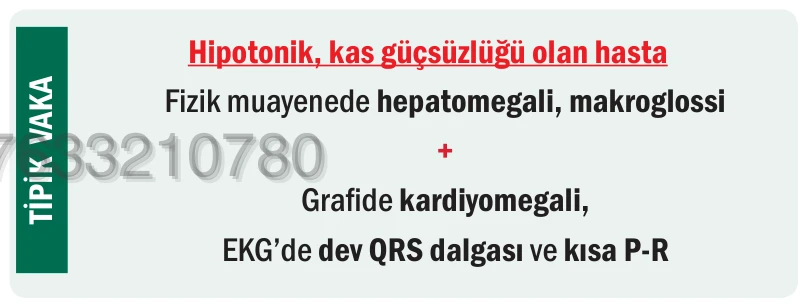 TİPİK VAKA
Hipotonik, kas güçsüzlüğü olan hasta
Fizik muayenede hepatomegali, makroglossi
+
Grafide kardiyomegali,
EKG'de dev QRS dalgası ve kısa P-R
33210780